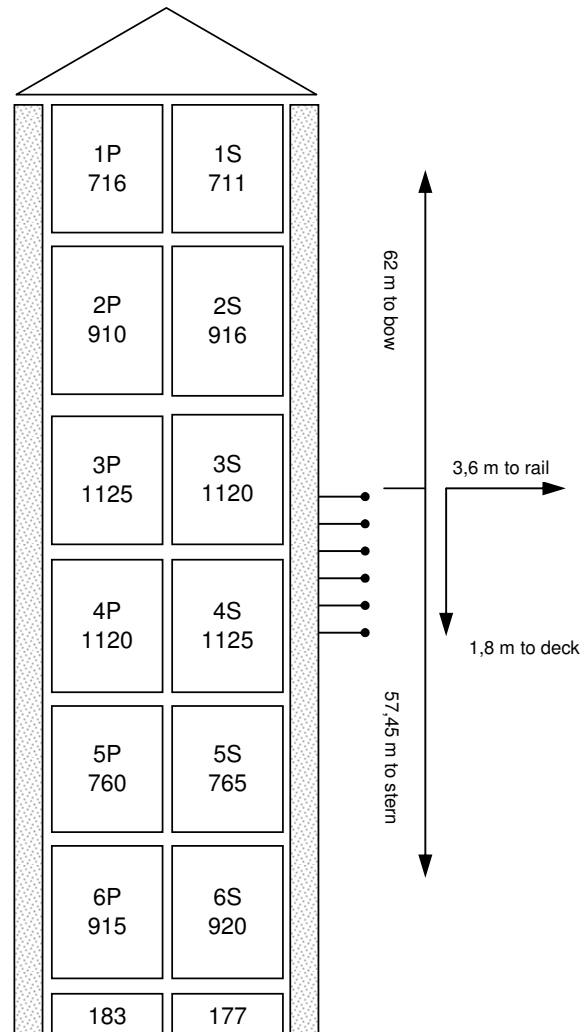 1P
716
1S
711
2P
910
2S
916
62 m to bow
3P
1125
3S
1120
3,6 m to rail
4P
1120
4S
1125
1,8 m to deck
57,45 m to stern
5P
760
5S
765
6P
915
6S
920
183
177